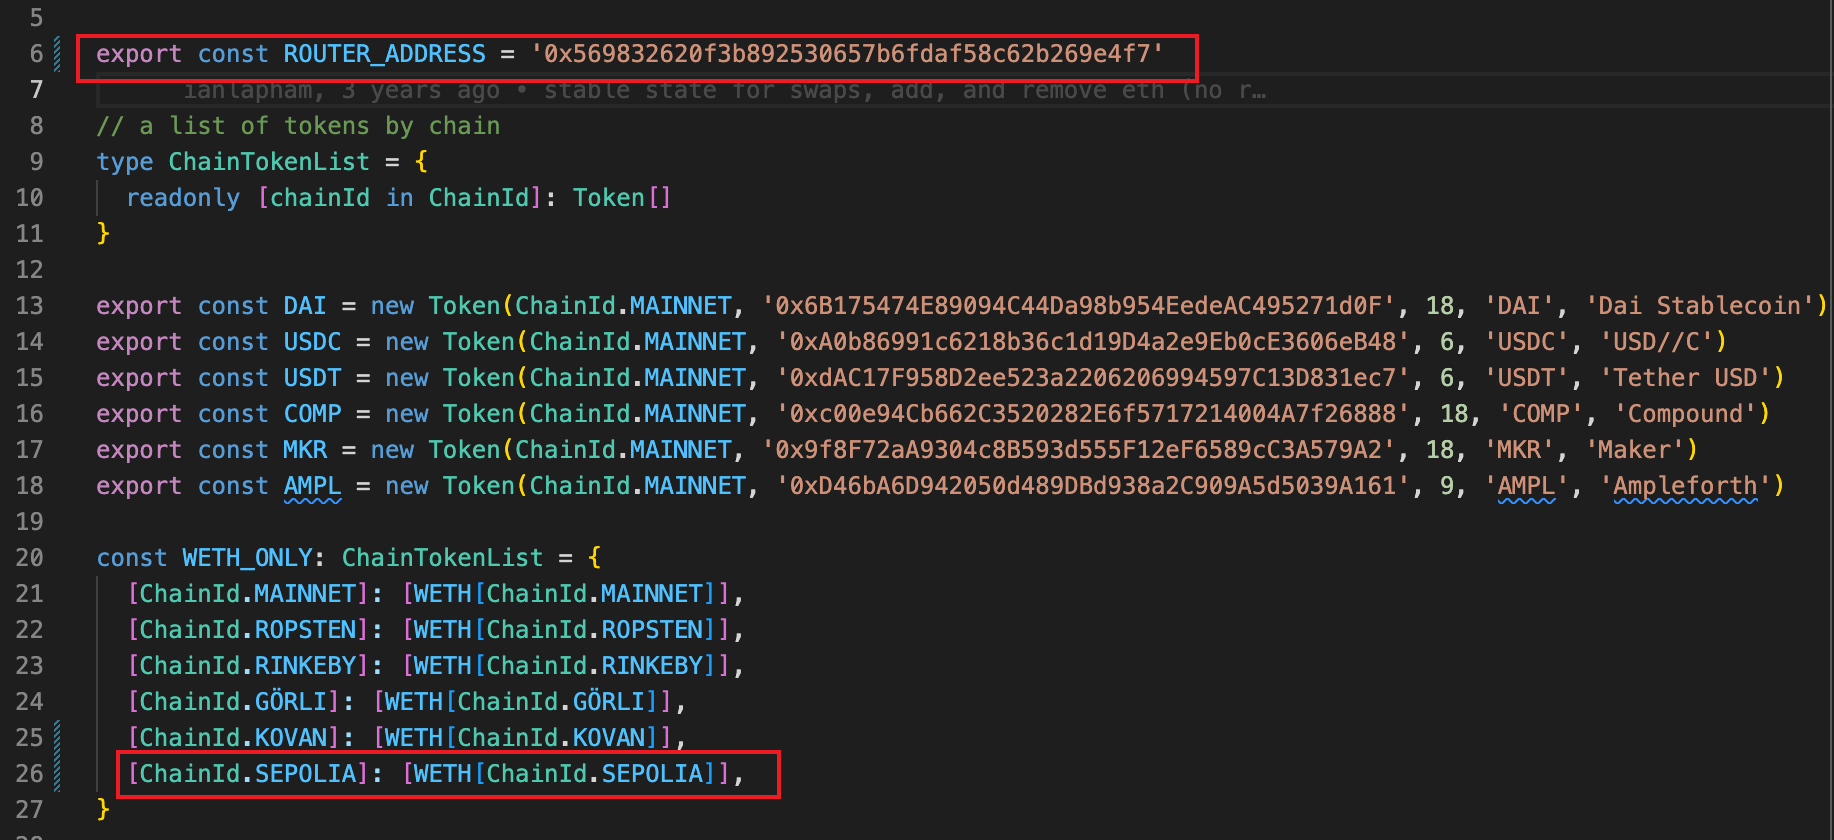 5
6 export const ROUTER_ADDRESS = '0x569832620f3b892530657b6fdaf58c62b269e4f7'
7 ianlapham, 3 years ago • stable state for swaps, add, and remove eth (no r…
8 // a list of tokens by chain
9 type ChainTokenList = {
10 readonly [chainId in ChainId]: Token[]
11 }
12
13 export const DAI = new Token(ChainId.MAINNET, '0x6B175474E89094C44Da98b954EedeAC495271d0F', 18, 'DAI', 'Dai Stablecoin')
14 export const USDC = new Token(ChainId.MAINNET, '0xA0b86991c6218b36c1d19D4a2e9Eb0cE3606eB48', 6, 'USDC', 'USD//C')
15 export const USDT = new Token(ChainId.MAINNET, '0xdAC17F958D2ee523a2206206994597C13D831ec7', 6, 'USDT', 'Tether USD')
16 export const COMP = new Token(ChainId.MAINNET, '0xc00e94Cb662C3520282E6f5717214004A7f26888', 18, 'COMP', 'Compound')
17 export const MKR = new Token(ChainId.MAINNET, '0x9f8F72aA9304c8B593d555F12eF6589cC3A579A2', 18, 'MKR', 'Maker')
18 export const AMPL = new Token(ChainId.MAINNET, '0xD46bA6D942050d489DBd938a2C909A5d5039A161', 9, 'AMPL', 'Ampleforth')
19
20 const WETH_ONLY: ChainTokenList = {
21 [ChainId.MAINNET]: [WETH[ChainId.MAINNET]],
22 [ChainId.ROPSTEN]: [WETH[ChainId.ROPSTEN]],
23 [ChainId.RINKEBY]: [WETH[ChainId.RINKEBY]],
24 [ChainId.GÖRLI]: [WETH[ChainId.GÖRLI]],
25 [ChainId.KOVAN]: [WETH[ChainId.KOVAN]],
26 [ChainId.SEPOLIA]: [WETH[ChainId.SEPOLIA]],
27 }